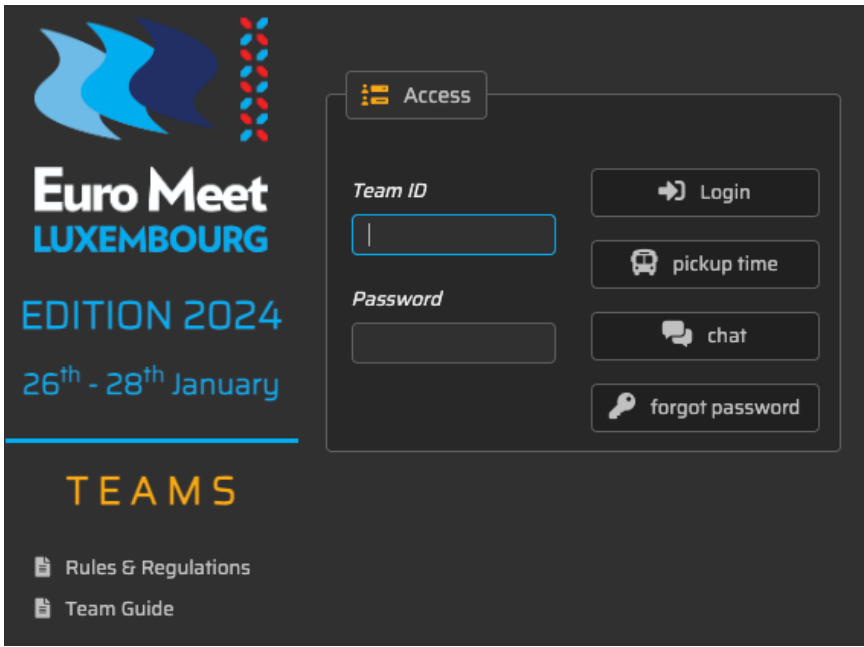 Euro Meet
LUXEMBOURG
EDITION 2024
26th - 28th January
TEAMS
Rules & Regulations
Team Guide
Access
Team ID
Password
Login
pickup time
chat
forgot password